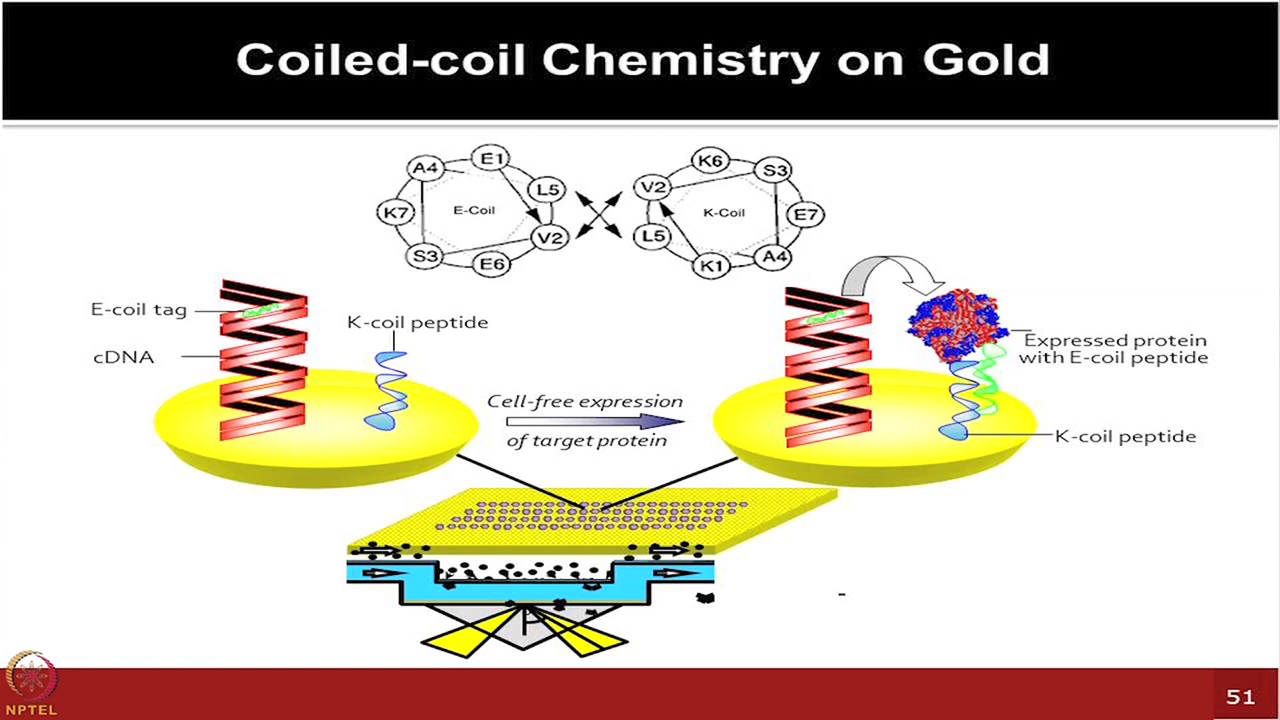 Coiled-coil Chemistry on Gold
E1
A4
L5
K7
E-Coil
V2
S3
E6
K6
V2
S3
K-Coil
E7
L5
A4
K1
E-coil tag
cDNA
K-coil peptide
Cell-free expression
of target protein
Expressed protein
with E-coil peptide
K-coil peptide
NPTEL
51